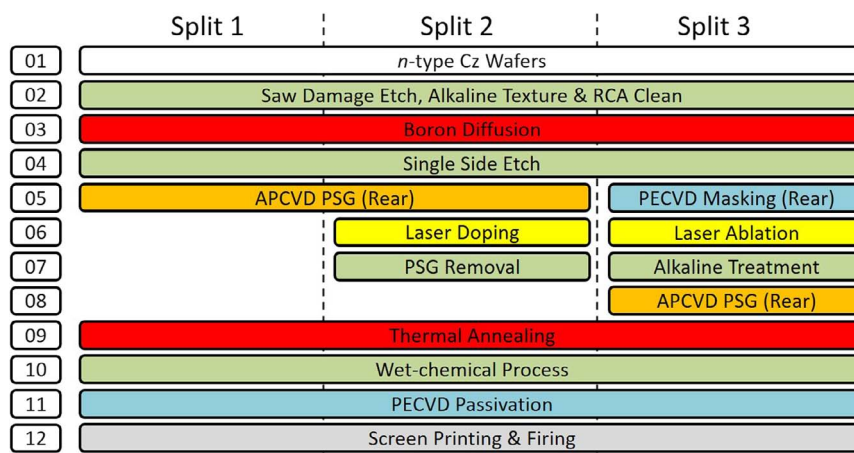 Split 1 Split 2 Split 3
01 n-type Cz Wafers
02 Saw Damage Etch, Alkaline Texture & RCA Clean
03 Boron Diffusion
04 Single Side Etch
05 APCVD PSG (Rear) PECVD Masking (Rear)
06 Laser Doping Laser Ablation
07 PSG Removal Alkaline Treatment
08 APCVD PSG (Rear)
09 Thermal Annealing
10 Wet-chemical Process
11 PECVD Passivation
12 Screen Printing & Firing